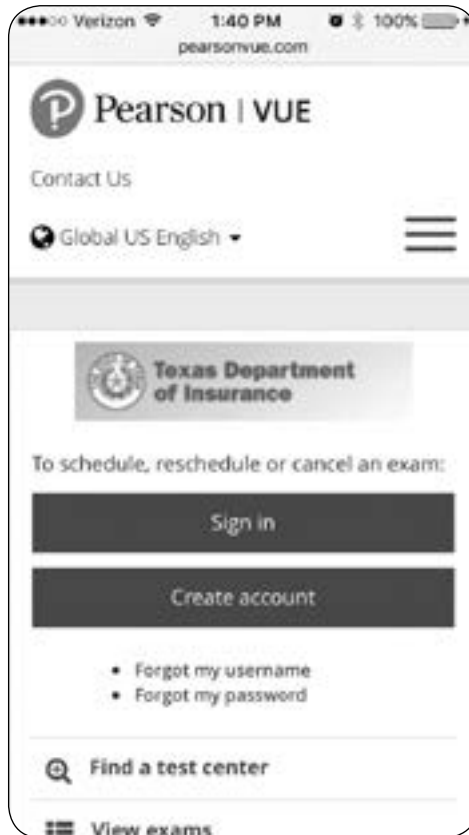 Verizon 1:40 PM 100%
pearsonvue.com
Pearson | VUE
Contact Us
Global US English
Texas Department
of Insurance
To schedule, reschedule or cancel an exam:
Sign in
Create account
• Forgot my username
• Forgot my password
Find a test center
View exams